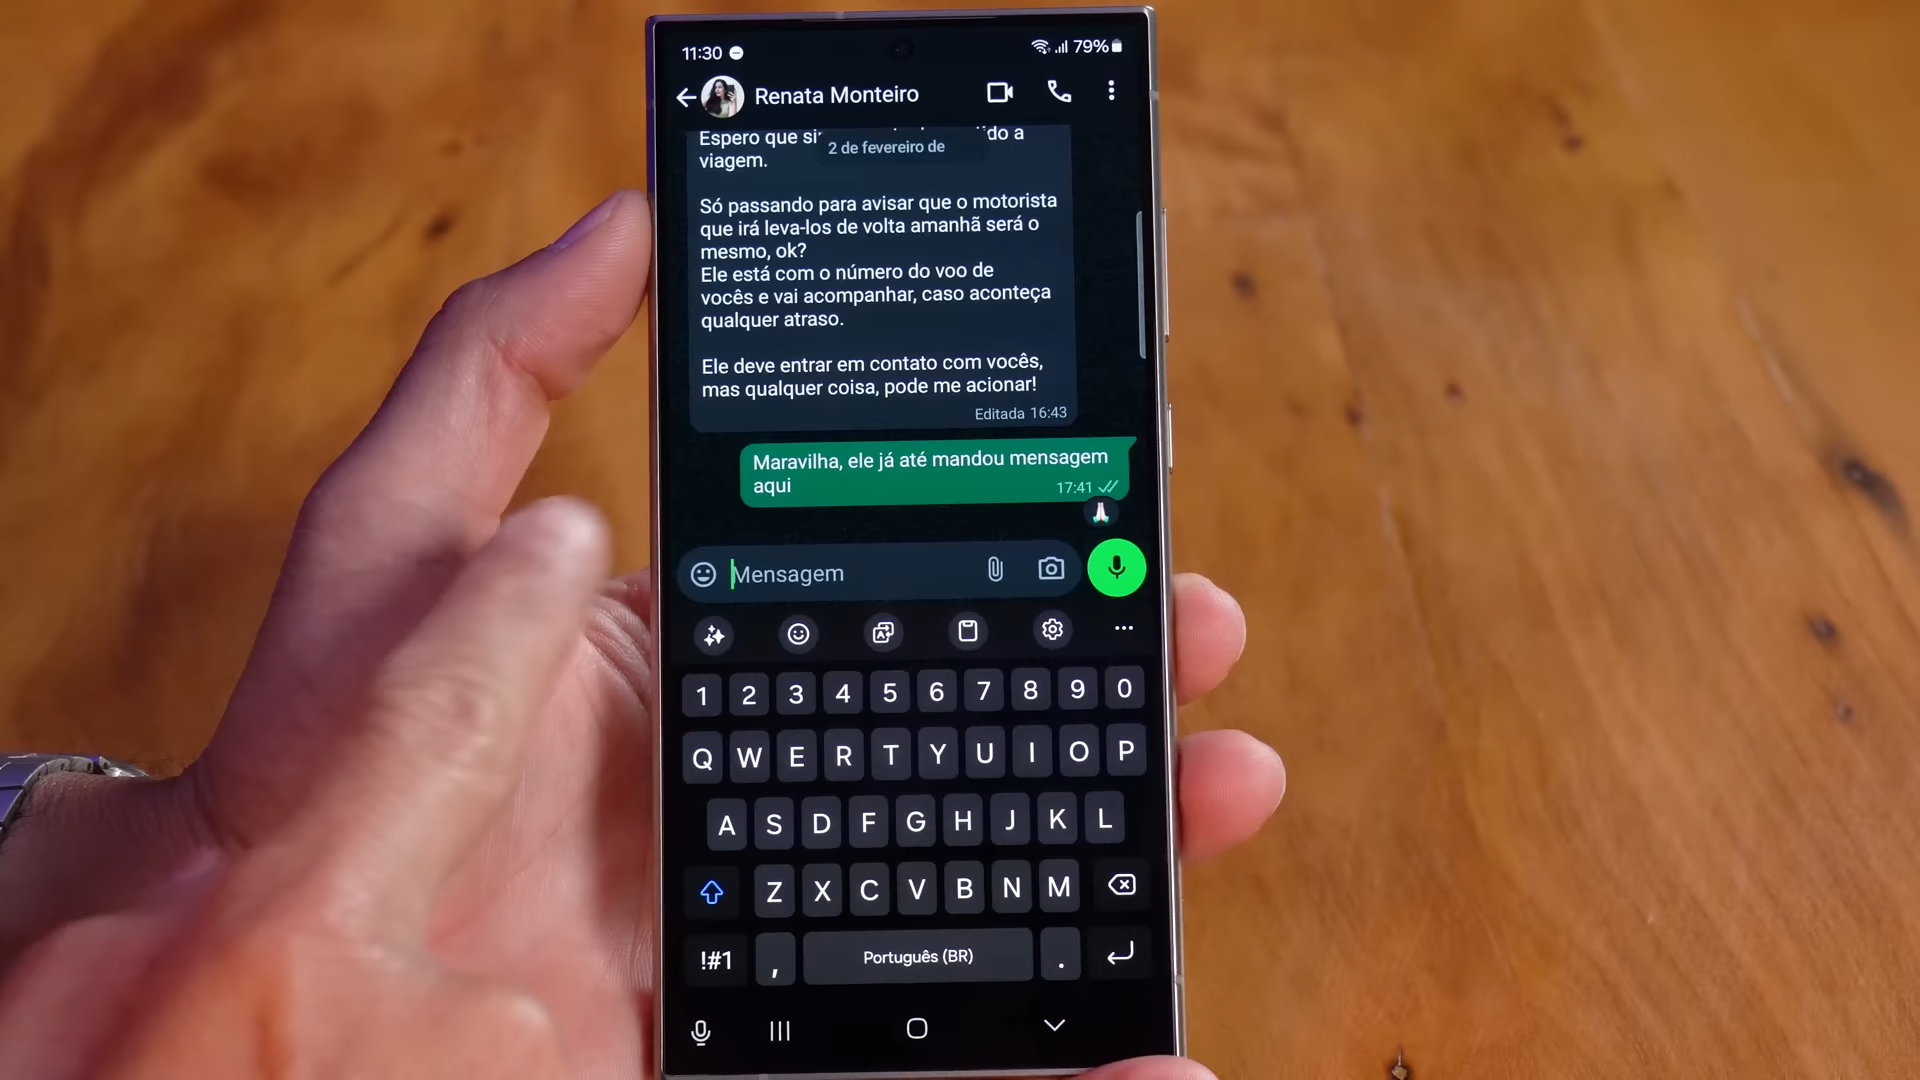 11:30
79%
Renata Monteiro
Espero que
do a
2 de fevereiro de
viagem.
Só passando para avisar que o motorista
que irá leva-los de volta amanhã será o
mesmo, ok?
Ele está com o número do voo de
vocês e vai acompanhar, caso aconteça
qualquer atraso.
Ele deve entrar em contato com vocês,
mas qualquer coisa, pode me acionar!
Editada 16:43
Maravilha, ele já até mandou mensagem
aqui
17:41
Mensagem
1 2 3 4 5 6 7 8 9 0
Q W E R T Y U I O P
A S D F G H J K L
Z X C V B N M
!#1 , Português (BR) .